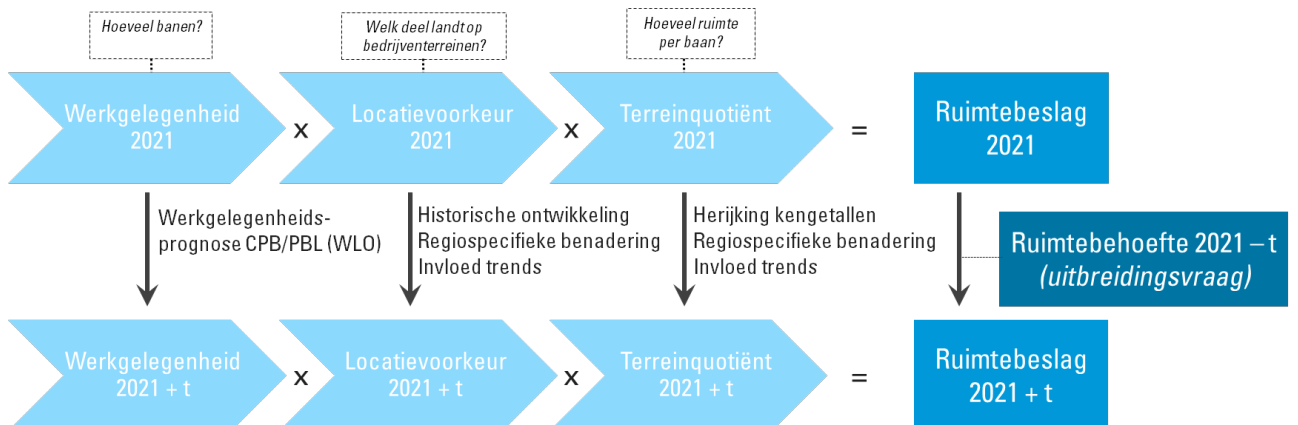 Hoeveel banen?
Welk deel landt op
bedrijventerreinen?
Hoeveel ruimte
per baan?
Werkgelegenheid
2021
x
Locatievoorkeur
2021
x
Terreinquotiënt
2021
=
Ruimtebeslag
2021
Werkgelegenheids-
prognose CPB/PBL (WLO)
Historische ontwikkeling
Regiospecifieke benadering
Invloed trends
Herijking kengetallen
Regiospecifieke benadering
Invloed trends
Ruimtebehoefte 2021 – t
(uitbreidingsvraag)
Werkgelegenheid
2021 + t
x
Locatievoorkeur
2021 + t
x
Terreinquotiënt
2021 + t
=
Ruimtebeslag
2021 + t